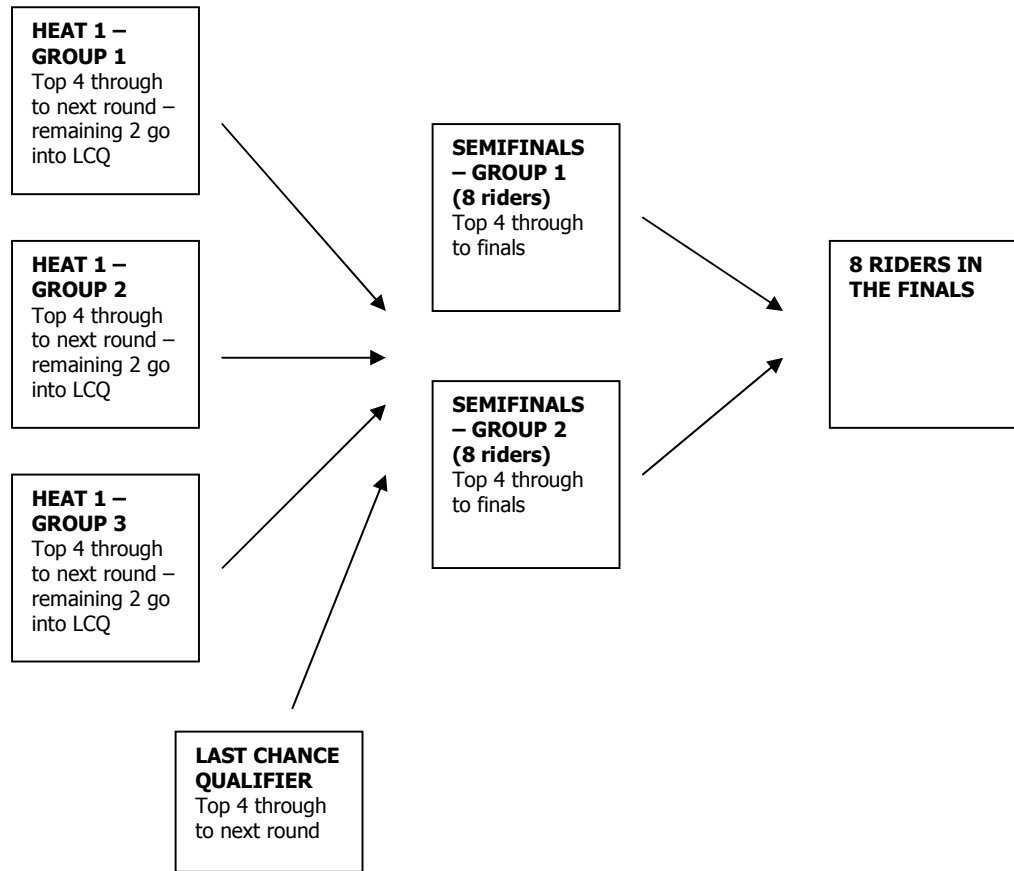 HEAT 1 –
GROUP 1
Top 4 through
to next round –
remaining 2 go
into LCQ
HEAT 1 –
GROUP 2
Top 4 through
to next round –
remaining 2 go
into LCQ
HEAT 1 –
GROUP 3
Top 4 through
to next round –
remaining 2 go
into LCQ
LAST CHANCE
QUALIFIER
Top 4 through
to next round
SEMIFINALS
– GROUP 1
(8 riders)
Top 4 through
to finals
SEMIFINALS
– GROUP 2
(8 riders)
Top 4 through
to finals
8 RIDERS IN
THE FINALS